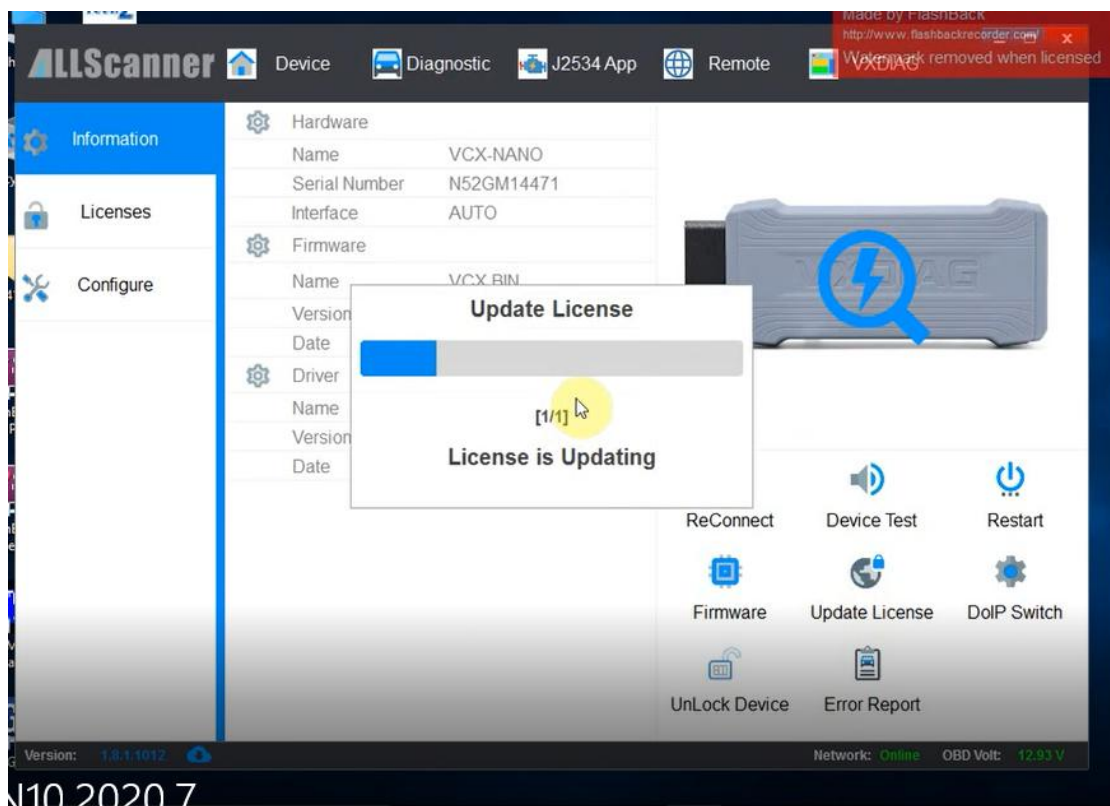 Made by FlashBack
http://www.flashbackrecorder.com/
Watermark removed when licensed
ALLScanner
Device
Diagnostic
J2534 App
Remote
VXDIAG
Information
Licenses
Configure
Hardware
Name VCX-NANO
Serial Number N52GM14471
Interface AUTO
Firmware
Name VCX.BIN
Version
Date
Driver
Name
Version
Date
VXDIAG
Update License
[1/1]
License is Updating
ReConnect
Device Test
Restart
Firmware
Update License
DoIP Switch
UnLock Device
Error Report
Version: 1.8.1.1012
Network: Online
OBD Volt: 12.93 V
N10 2020.7